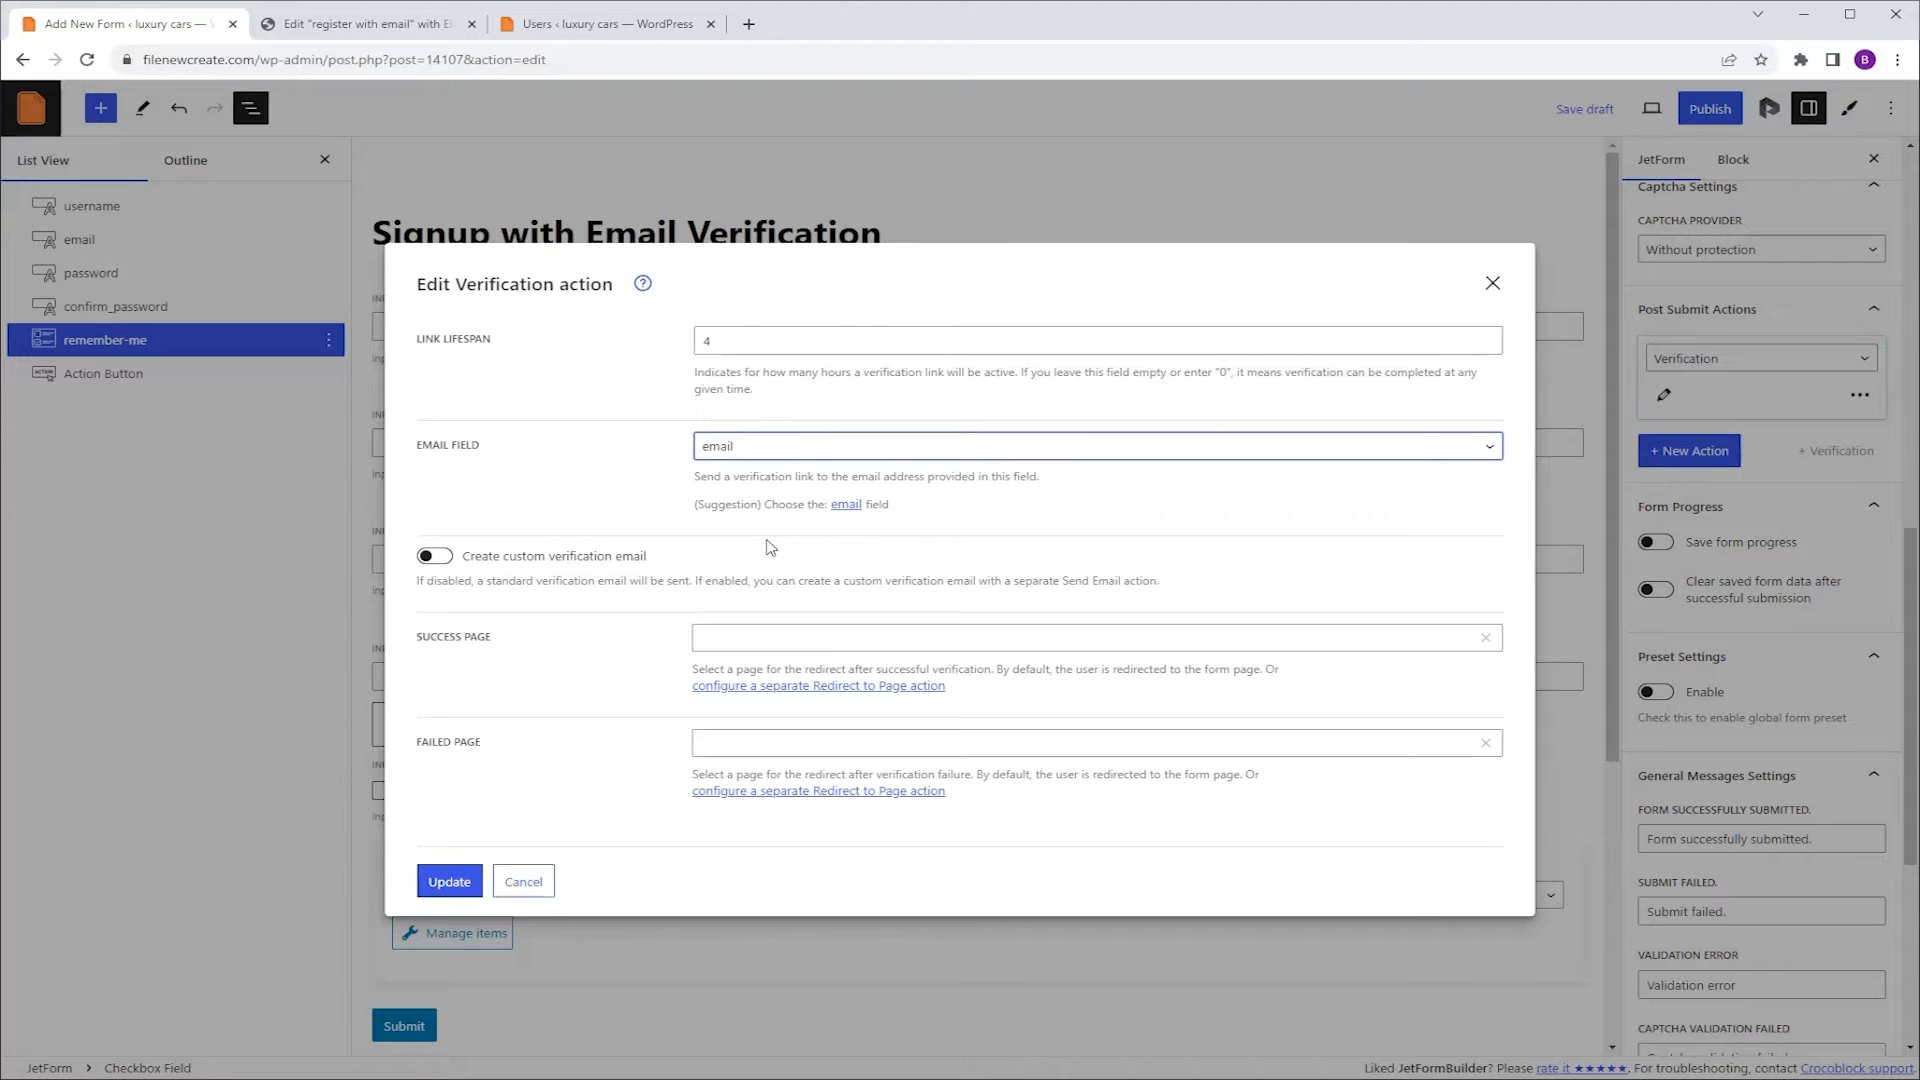 Add New Form ‹ luxury cars —
Edit "register with email" with El
Users ‹ luxury cars — WordPress
filenewcreate.com/wp-admin/post.php?post=14107&action=edit
B
Save draft
Publish
List View
Outline
username
email
password
confirm_password
remember-me
Action Button
Signup with Email Verification
Edit Verification action
LINK LIFESPAN
4
Indicates for how many hours a verification link will be active. If you leave this field empty or enter "0", it means verification can be completed at any
given time.
EMAIL FIELD
email
Send a verification link to the email address provided in this field.
(Suggestion) Choose the: email field
Create custom verification email
If disabled, a standard verification email will be sent. If enabled, you can create a custom verification email with a separate Send Email action.
SUCCESS PAGE
Select a page for the redirect after successful verification. By default, the user is redirected to the form page. Or
configure a separate Redirect to Page action
FAILED PAGE
Select a page for the redirect after verification failure. By default, the user is redirected to the form page. Or
configure a separate Redirect to Page action
Update
Cancel
Manage items
Submit
JetForm
Block
Captcha Settings
CAPTCHA PROVIDER
Without protection
Post Submit Actions
Verification
+ New Action
+ Verification
Form Progress
Save form progress
Clear saved form data after
successful submission
Preset Settings
Enable
Check this to enable global form preset
General Messages Settings
FORM SUCCESSFULLY SUBMITTED.
Form successfully submitted.
SUBMIT FAILED.
Submit failed.
VALIDATION ERROR
Validation error
CAPTCHA VALIDATION FAILED
JetForm > Checkbox Field
Liked JetFormBuilder? Please rate it ★★★★★. For troubleshooting, contact Crocoblock support.